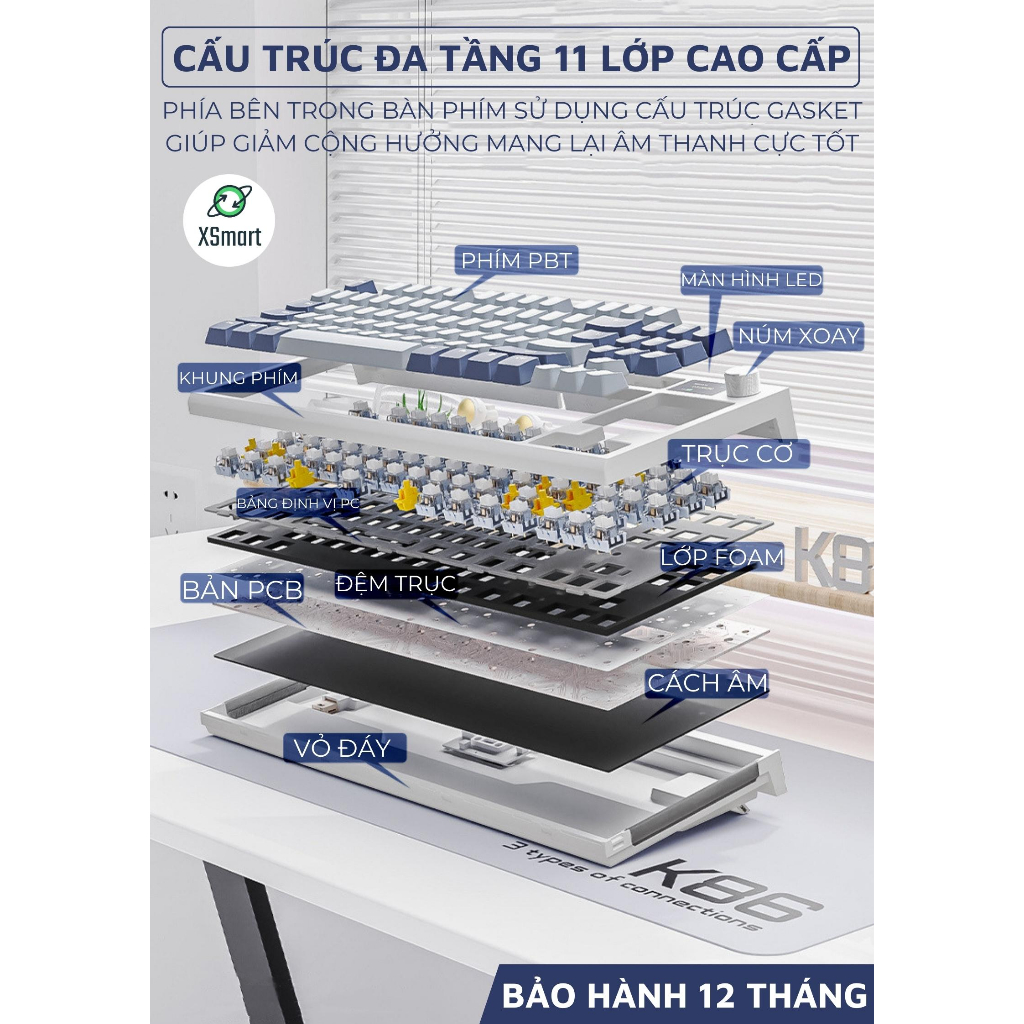 CẤU TRÚC ĐA TẦNG 11 LỚP CAO CẤP
PHÍA BÊN TRONG BÀN PHÍM SỬ DỤNG CẤU TRÚC GASKET
GIÚP GIẢM CỘNG HƯỞNG MANG LẠI ÂM THANH CỰC TỐT
XSmart
PHÍM PBT
MÀN HÌNH LED
NÚM XOAY
KHUNG PHÍM
TRỤC CƠ
BẢNG ĐỊNH VỊ PC
LỚP FOAM
K8
ĐỆM TRỤC
BẢN PCB
CÁCH ÂM
VỎ ĐÁY
K86
3 types of connections
BẢO HÀNH 12 THÁNG